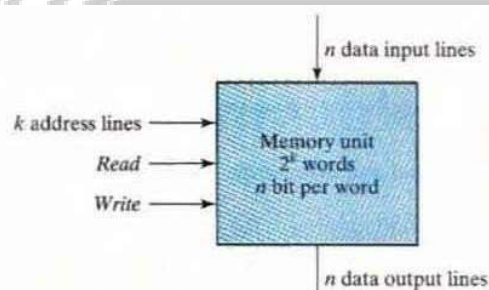 n data input lines
k address lines
Read
Write
Memory unit
2^k words
n bit per word
n data output lines